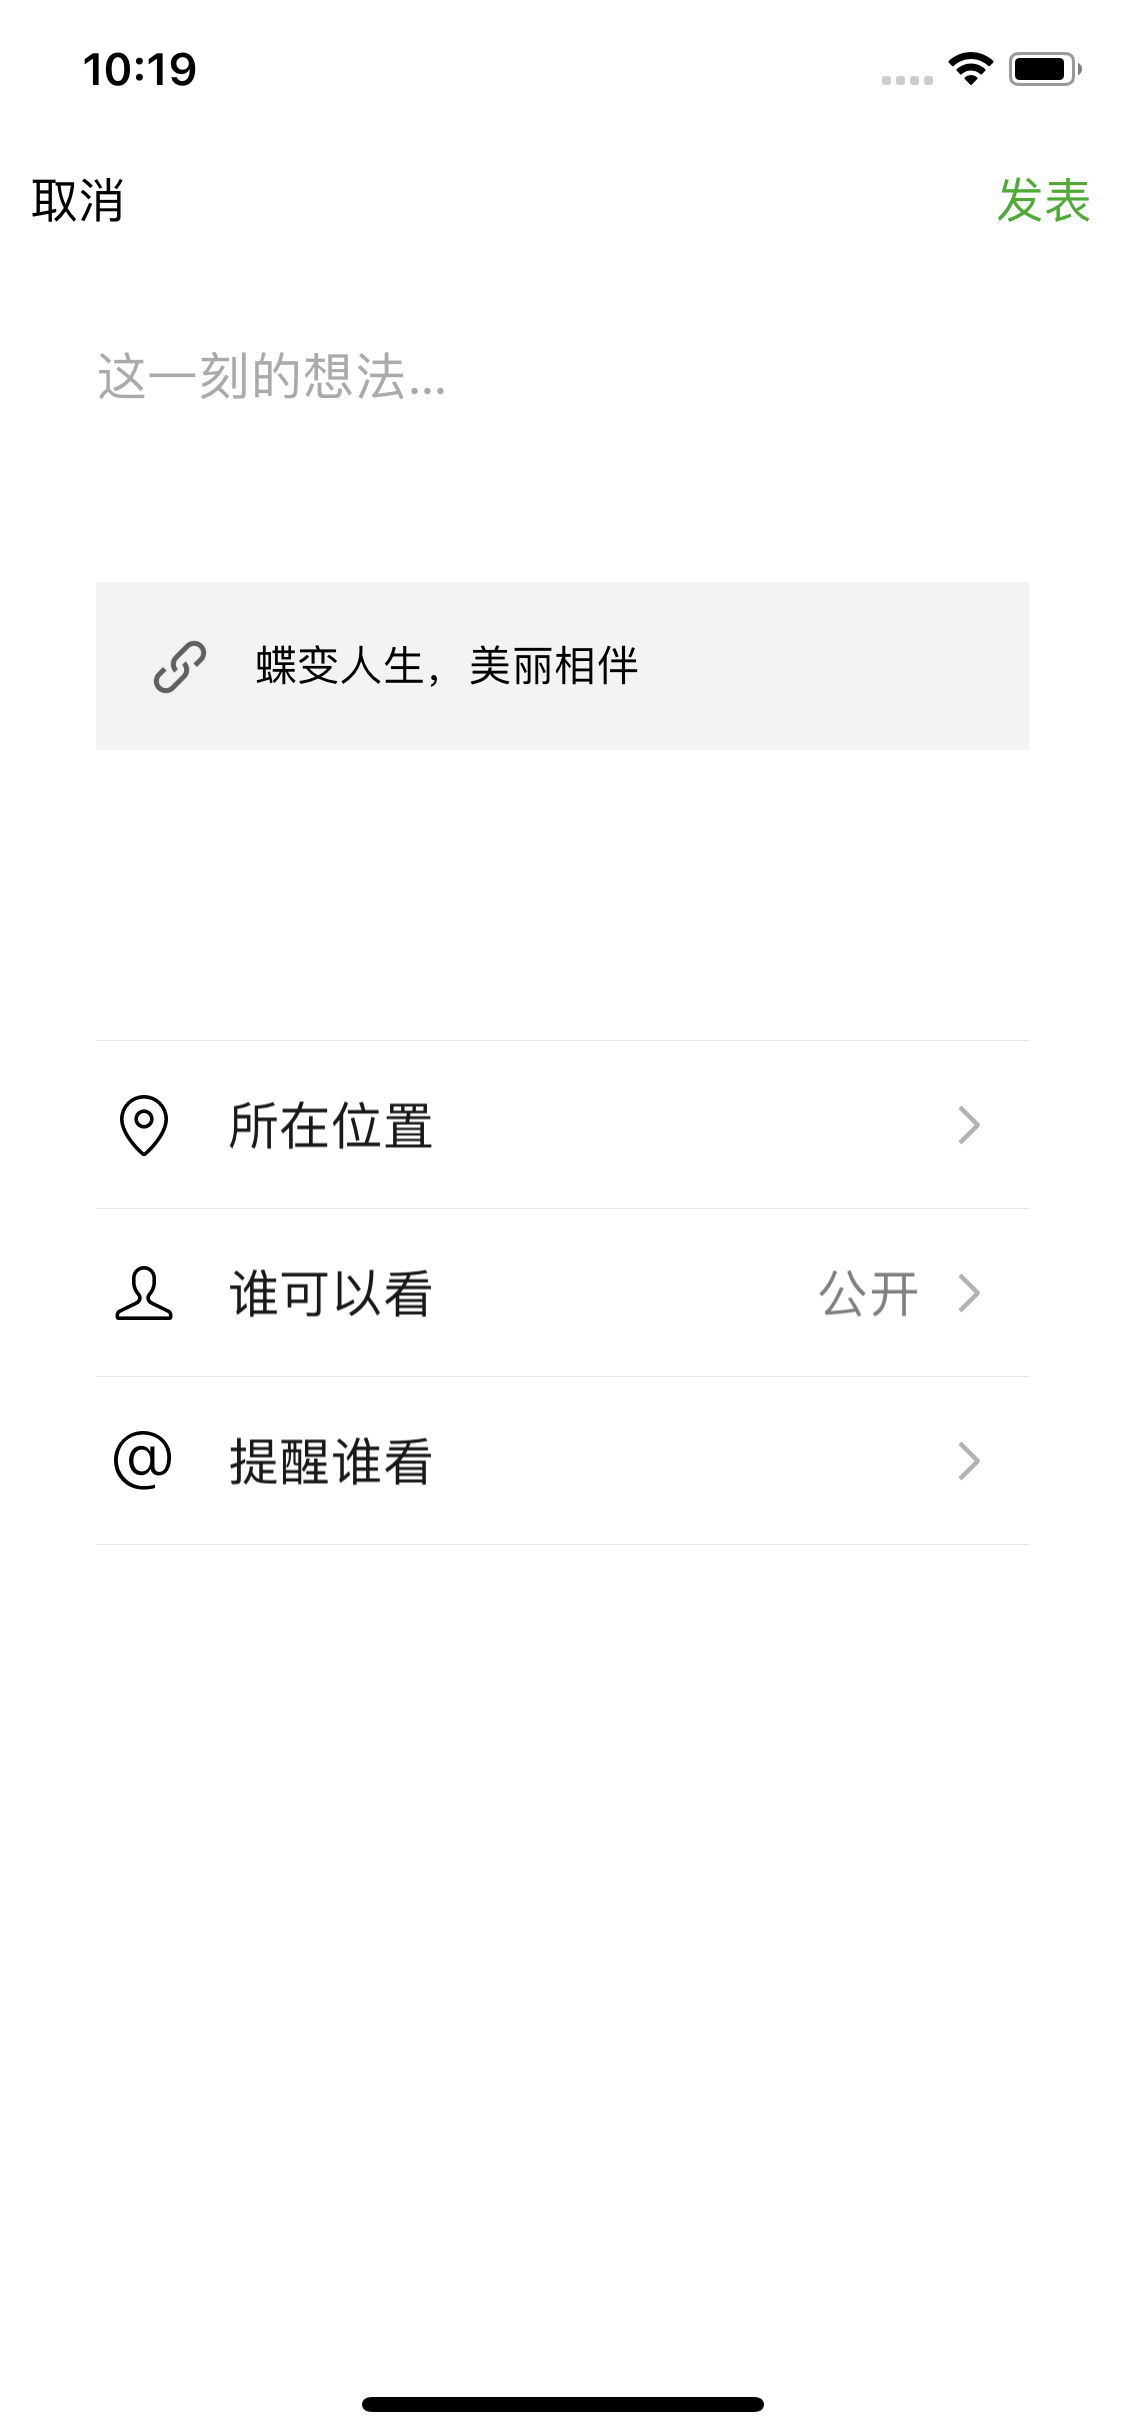 10:19
取消
发表
这一刻的想法...
蝶变人生，美丽相伴
所在位置
谁可以看
公开
@
提醒谁看